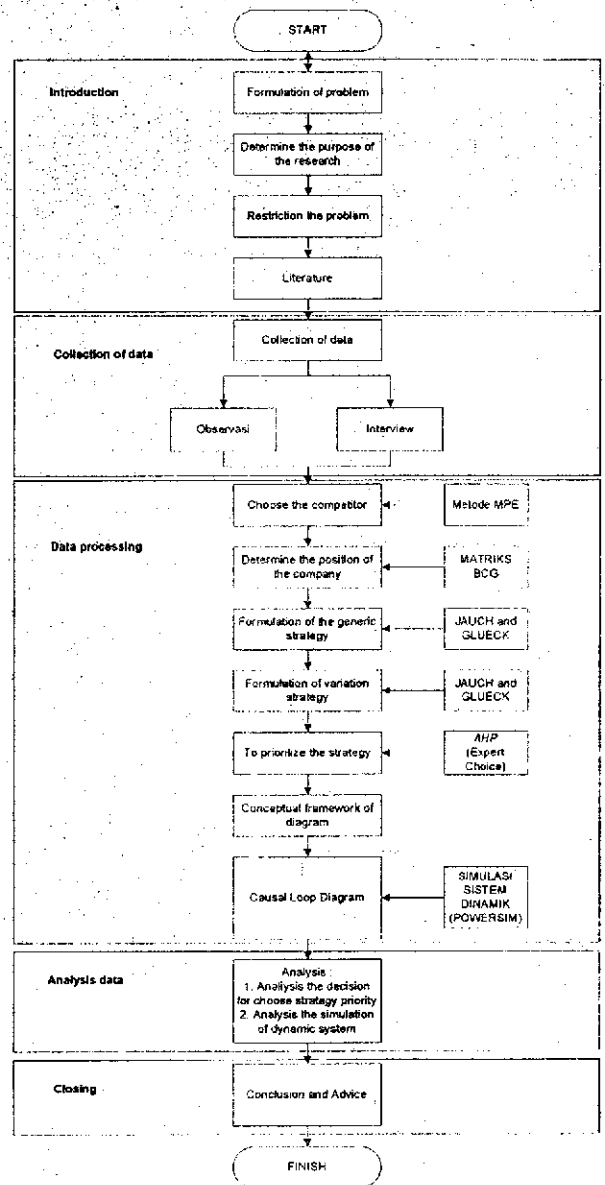 START
Introduction
Formulation of problem
Determine the purpose of
the research
Restriction the problem
Literature
Collection of data
Collection of data
Observasi
Interview
Data processing
Choose the competitor
Metode MPE
Determine the position of
the company
MATRIKS
BCG
Formulation of the generic
strategy
JAUCH and
GLUECK
Formulation of variation
strategy
JAUCH and
GLUECK
To prioritize the strategy
AHP
(Expert
Choice)
Conceptual framework of
diagram
Causal Loop Diagram
SIMULASI
SISTEM
DINAMIK
(POWERSIM)
Analysis data
Analysis :
1. Analysis the decision
for choose strategy priority
2. Analysis the simulation
of dynamic system
Closing
Conclusion and Advice
FINISH